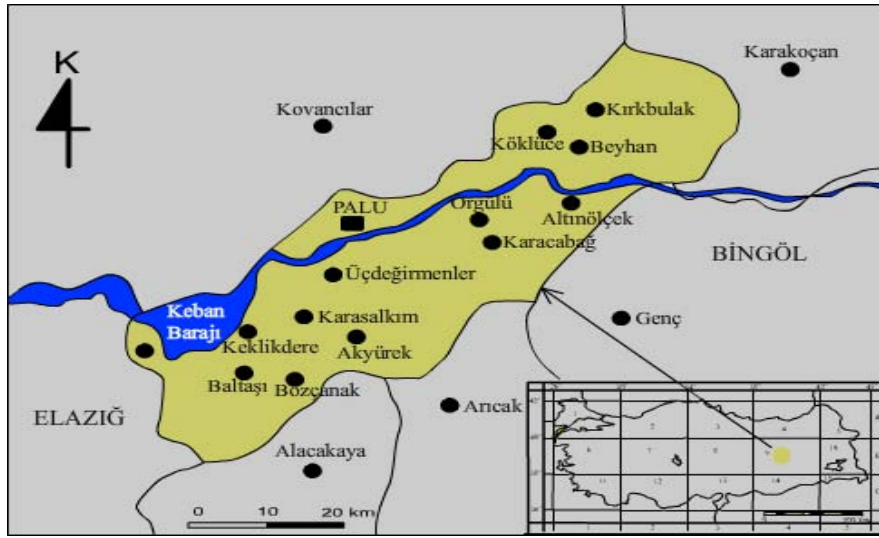 K
Karakoçan
Kovancılar
Kırkbulak
Köklüce
Beyhan
PALU
Örgülü
Altınölçek
Karacabağ
BİNGÖL
Üçdeğirmenler
Keban
Barajı
Karasalkım
Genç
Keklikdere
Akyürek
Baltaşı
Bozçanak
ELAZIĞ
Arıcak
Alacakaya
0 10 20 km